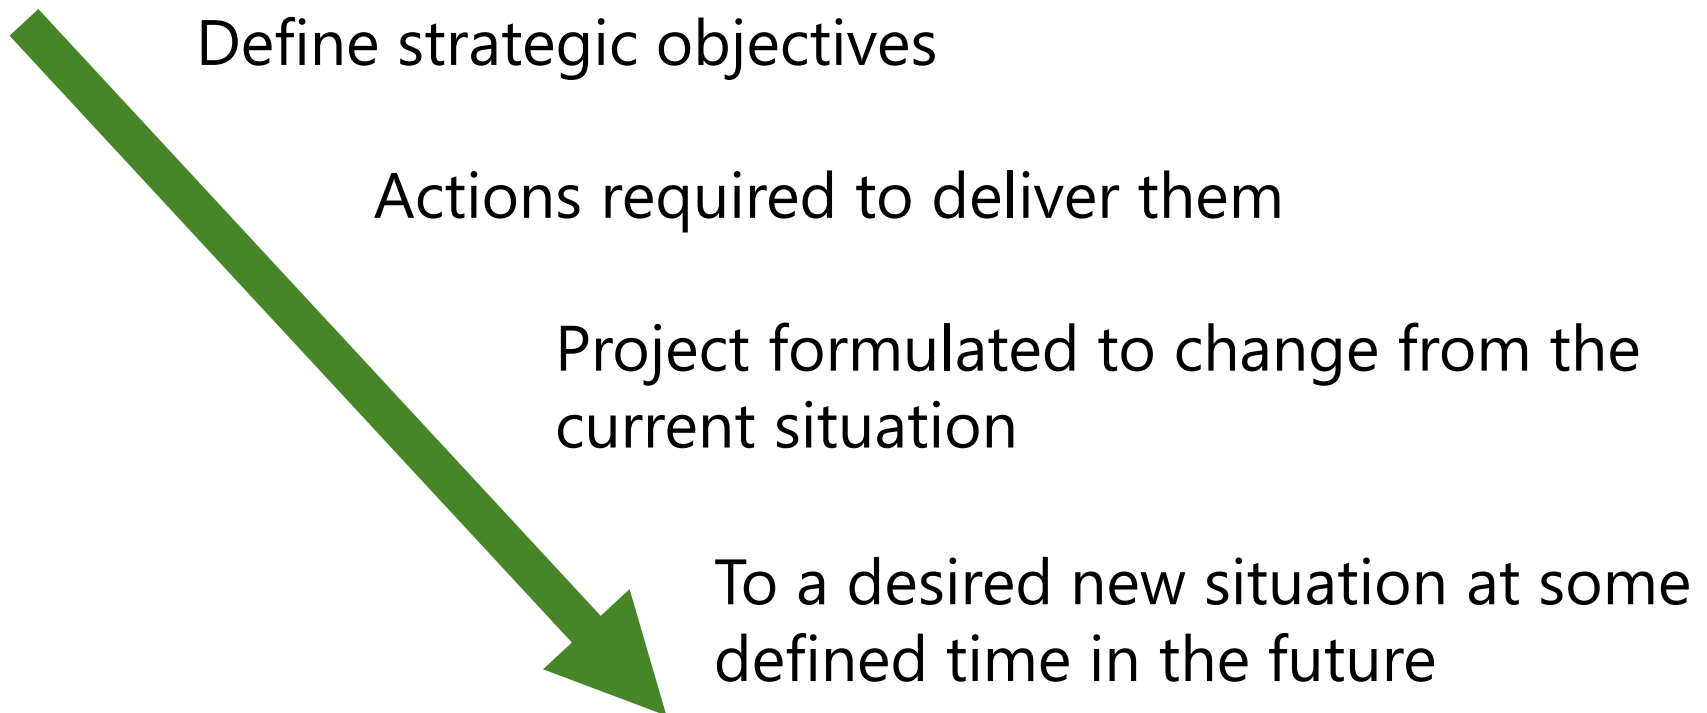 Define strategic objectives
Actions required to deliver them
Project formulated to change from the
current situation
To a desired new situation at some
defined time in the future